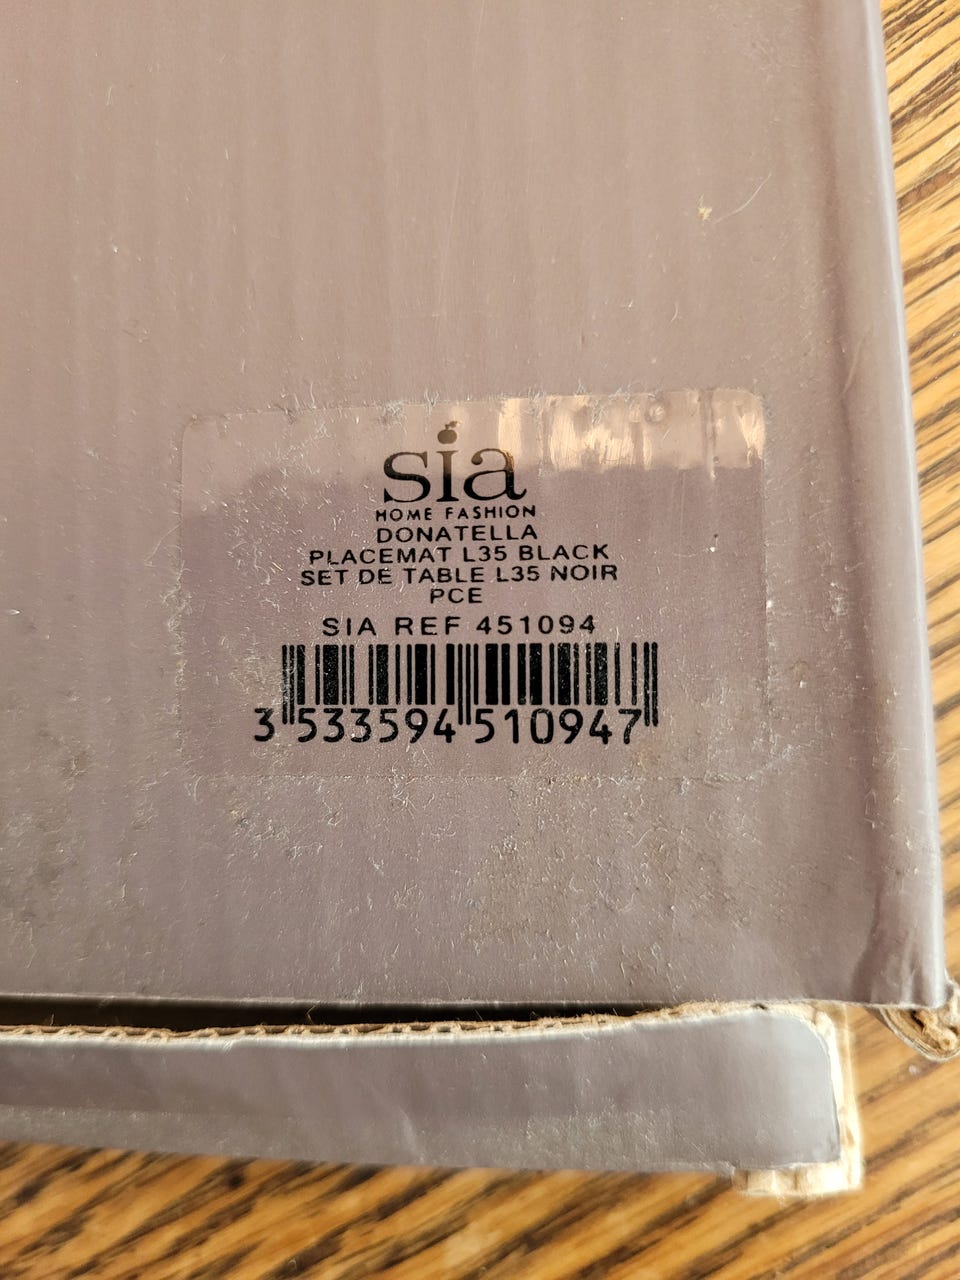 sia
HOME FASHION
DONATELLA
PLACEMAT L35 BLACK
SET DE TABLE L35 NOIR
PCE
SIA REF 451094
3 533594 510947